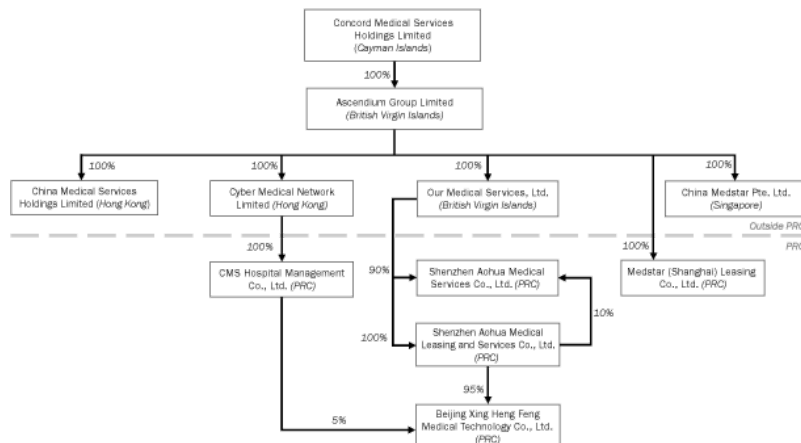 Concord Medical Services
Holdings Limited
(Cayman Islands)
100%
Ascendium Group Limited
(British Virgin Islands)
100%
100%
100%
100%
China Medical Services
Holdings Limited (Hong Kong)
Cyber Medical Network
Limited (Hong Kong)
Our Medical Services, Ltd.
(British Virgin Islands)
China Medstar Pte. Ltd.
(Singapore)
Outside PRC
PRC
100%
100%
CMS Hospital Management
Co., Ltd. (PRC)
90%
Shenzhen Aohua Medical
Services Co., Ltd. (PRC)
Medstar (Shanghai) Leasing
Co., Ltd. (PRC)
10%
100%
Shenzhen Aohua Medical
Leasing and Services Co., Ltd.
(PRC)
95%
5%
Beijing Xing Heng Feng
Medical Technology Co., Ltd.
(PRC)